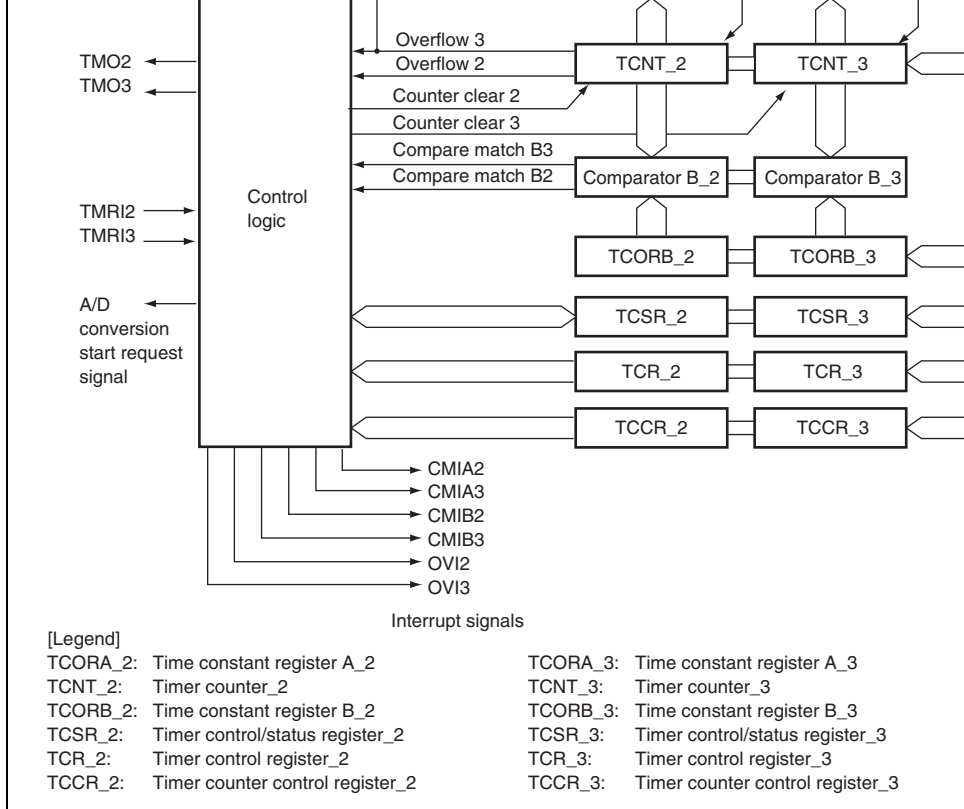 Overflow 3
TMO2
TCNT_2
TCNT_3
Overflow 2
TMO3
Counter clear 2
Counter clear 3
Compare match B3
Compare match B2
Comparator B_2
Comparator B_3
Control
logic
TMRI2
TMRI3
TCORB_2
TCORB_3
A/D
conversion
start request
signal
TCSR_2
TCSR_3
TCR_2
TCR_3
TCCR_2
TCCR_3
CMIA2
CMIA3
CMIB2
CMIB3
OVI2
OVI3
Interrupt signals
[Legend]
TCORA_2: Time constant register A_2
TCNT_2: Timer counter_2
TCORB_2: Time constant register B_2
TCSR_2: Timer control/status register_2
TCR_2: Timer control register_2
TCCR_2: Timer counter control register_2
TCORA_3: Time constant register A_3
TCNT_3: Timer counter_3
TCORB_3: Time constant register B_3
TCSR_3: Timer control/status register_3
TCR_3: Timer control register_3
TCCR_3: Timer counter control register_3